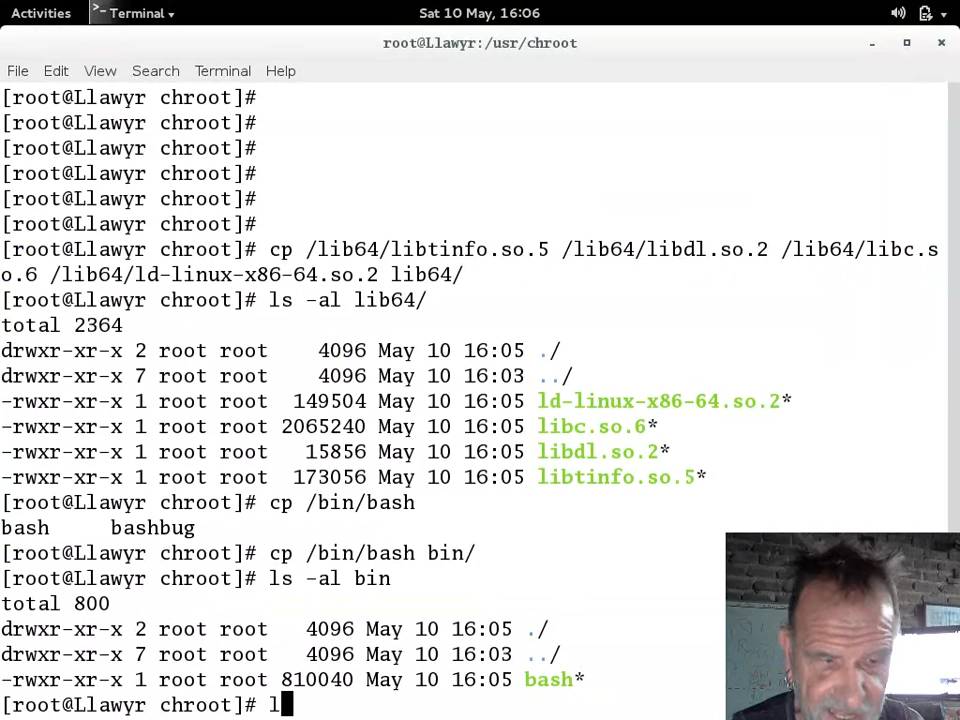 Activities
Terminal
Sat 10 May, 16:06
root@Llawyr:/usr/chroot
File Edit View Search Terminal Help
[root@Llawyr chroot]#
[root@Llawyr chroot]#
[root@Llawyr chroot]#
[root@Llawyr chroot]#
[root@Llawyr chroot]#
[root@Llawyr chroot]#
[root@Llawyr chroot]# cp /lib64/libtinfo.so.5 /lib64/libdl.so.2 /lib64/libc.s
o.6 /lib64/ld-linux-x86-64.so.2 lib64/
[root@Llawyr chroot]# ls -al lib64/
total 2364
drwxr-xr-x 2 root root 4096 May 10 16:05 ./
drwxr-xr-x 7 root root 4096 May 10 16:03 ../
-rwxr-xr-x 1 root root 149504 May 10 16:05 ld-linux-x86-64.so.2*
-rwxr-xr-x 1 root root 2065240 May 10 16:05 libc.so.6*
-rwxr-xr-x 1 root root 15856 May 10 16:05 libdl.so.2*
-rwxr-xr-x 1 root root 173056 May 10 16:05 libtinfo.so.5*
[root@Llawyr chroot]# cp /bin/bash
bash bashbug
[root@Llawyr chroot]# cp /bin/bash bin/
[root@Llawyr chroot]# ls -al bin
total 800
drwxr-xr-x 2 root root 4096 May 10 16:05 ./
drwxr-xr-x 7 root root 4096 May 10 16:03 ../
-rwxr-xr-x 1 root root 810040 May 10 16:05 bash*
[root@Llawyr chroot]# l